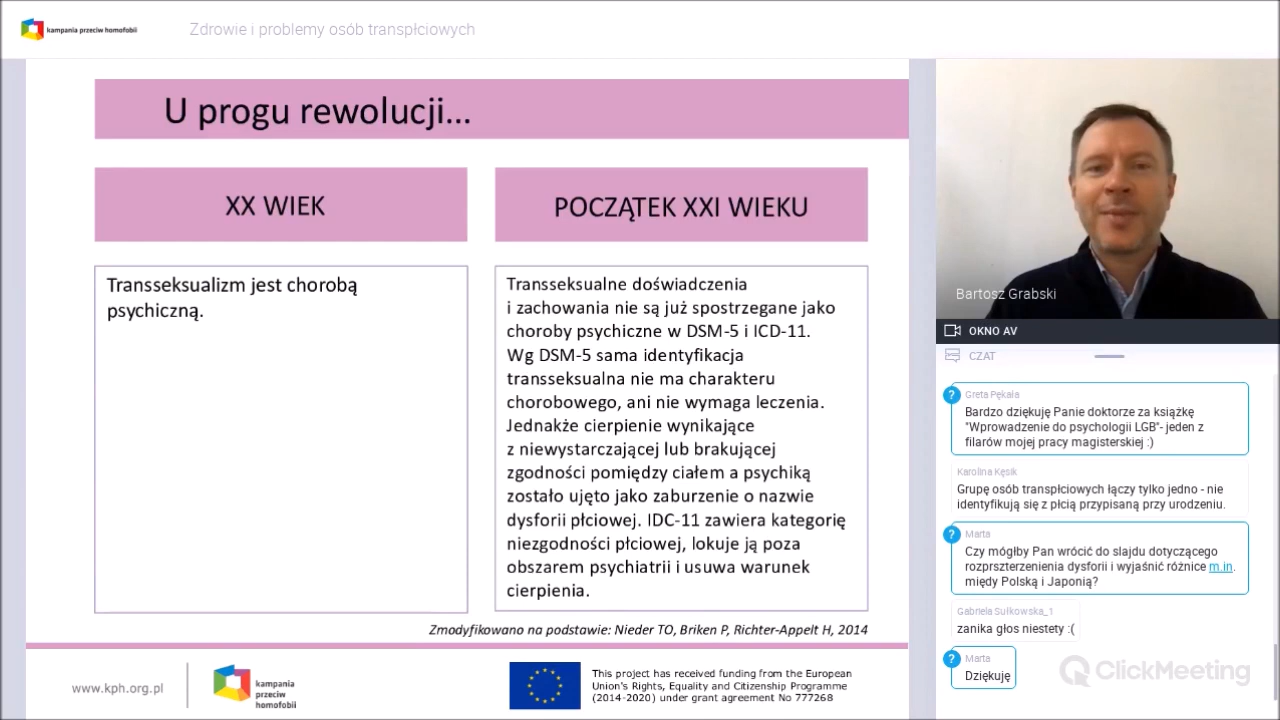 kampania przeciw homofobii
Zdrowie i problemy osób transpłciowych
U progu rewolucji...
XX WIEK
Transseksualizm jest chorobą
psychiczną.
POCZĄTEK XXI WIEKU
Transseksualne doświadczenia
i zachowania nie są już spostrzegane jako
choroby psychiczne w DSM-5 i ICD-11.
Wg DSM-5 sama identyfikacja
transseksualna nie ma charakteru
chorobowego, ani nie wymaga leczenia.
Jednakże cierpienie wynikające
z niewystarczającej lub brakującej
zgodności pomiędzy ciałem a psychiką
zostało ujęto jako zaburzenie o nazwie
dysforii płciowej. IDC-11 zawiera kategorię
niezgodności płciowej, lokuje ją poza
obszarem psychiatrii i usuwa warunek
cierpienia.
Zmodyfikowano na podstawie: Nieder TO, Briken P, Richter-Appelt H, 2014
www.kph.org.pl
kampania
przeciw
homofobii
This project has received funding from the European
Union's Rights, Equality and Citizenship Programme
(2014-2020) under grant agreement No 777268
Bartosz Grabski
OKNO AV
CZAT
?
Greta Pękała
Bardzo dziękuję Panie doktorze za książkę
"Wprowadzenie do psychologii LGB"- jeden z
filarów mojej pracy magisterskiej :)
Karolina Kęsik
Grupę osób transpłciowych łączy tylko jedno - nie
identyfikują się z płcią przypisaną przy urodzeniu.
?
Marta
Czy mógłby Pan wrócić do slajdu dotyczącego
rozprszterzenienia dysforii i wyjaśnić różnice m.in.
międy Polską i Japonią?
Gabriela Sułkowska_1
zanika głos niestety :(
?
Marta
Dziękuję
ClickMeeting